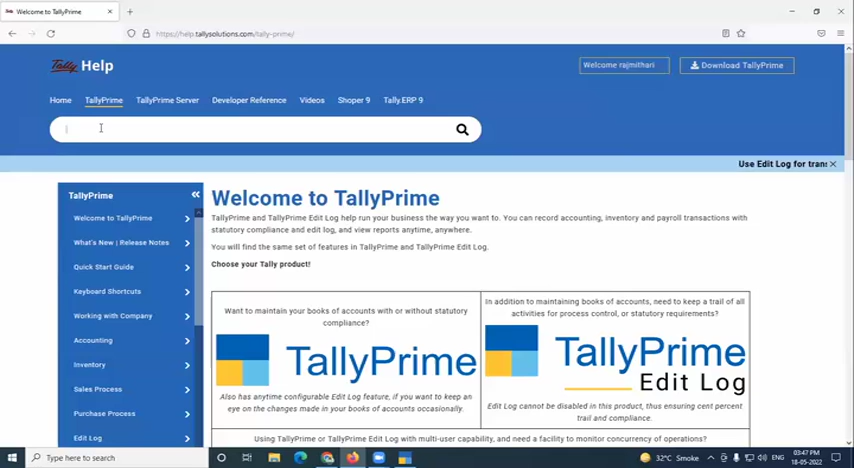 Welcome to TallyPrime
https://help.tallysolutions.com/tally-prime/
Tally Help
Welcome rajmithari
Download TallyPrime
Home TallyPrime TallyPrime Server Developer Reference Videos Shoper 9 Tally.ERP 9
Use Edit Log for trans
TallyPrime
Welcome to TallyPrime
What's New | Release Notes
Quick Start Guide
Keyboard Shortcuts
Working with Company
Accounting
Inventory
Sales Process
Purchase Process
Edit Log
Welcome to TallyPrime
TallyPrime and TallyPrime Edit Log help run your business the way you want to. You can record accounting, inventory and payroll transactions with
statutory compliance and edit log, and view reports anytime, anywhere.
You will find the same set of features in TallyPrime and TallyPrime Edit Log.
Choose your Tally product!
Want to maintain your books of accounts with or without statutory
compliance?
TallyPrime
Also has anytime configurable Edit Log feature, if you want to keep an
eye on the changes made in your books of accounts occasionally.
In addition to maintaining books of accounts, need to keep a trail of all
activities for process control, or statutory requirements?
TallyPrime
Edit Log
Edit Log cannot be disabled in this product, thus ensuring cent percent
trail and compliance.
Using TallyPrime or TallyPrime Edit Log with multi-user capability, and need a facility to monitor concurrency of operations?
Type here to search
32°C Smoke
ENG
03:47 PM
18-05-2022